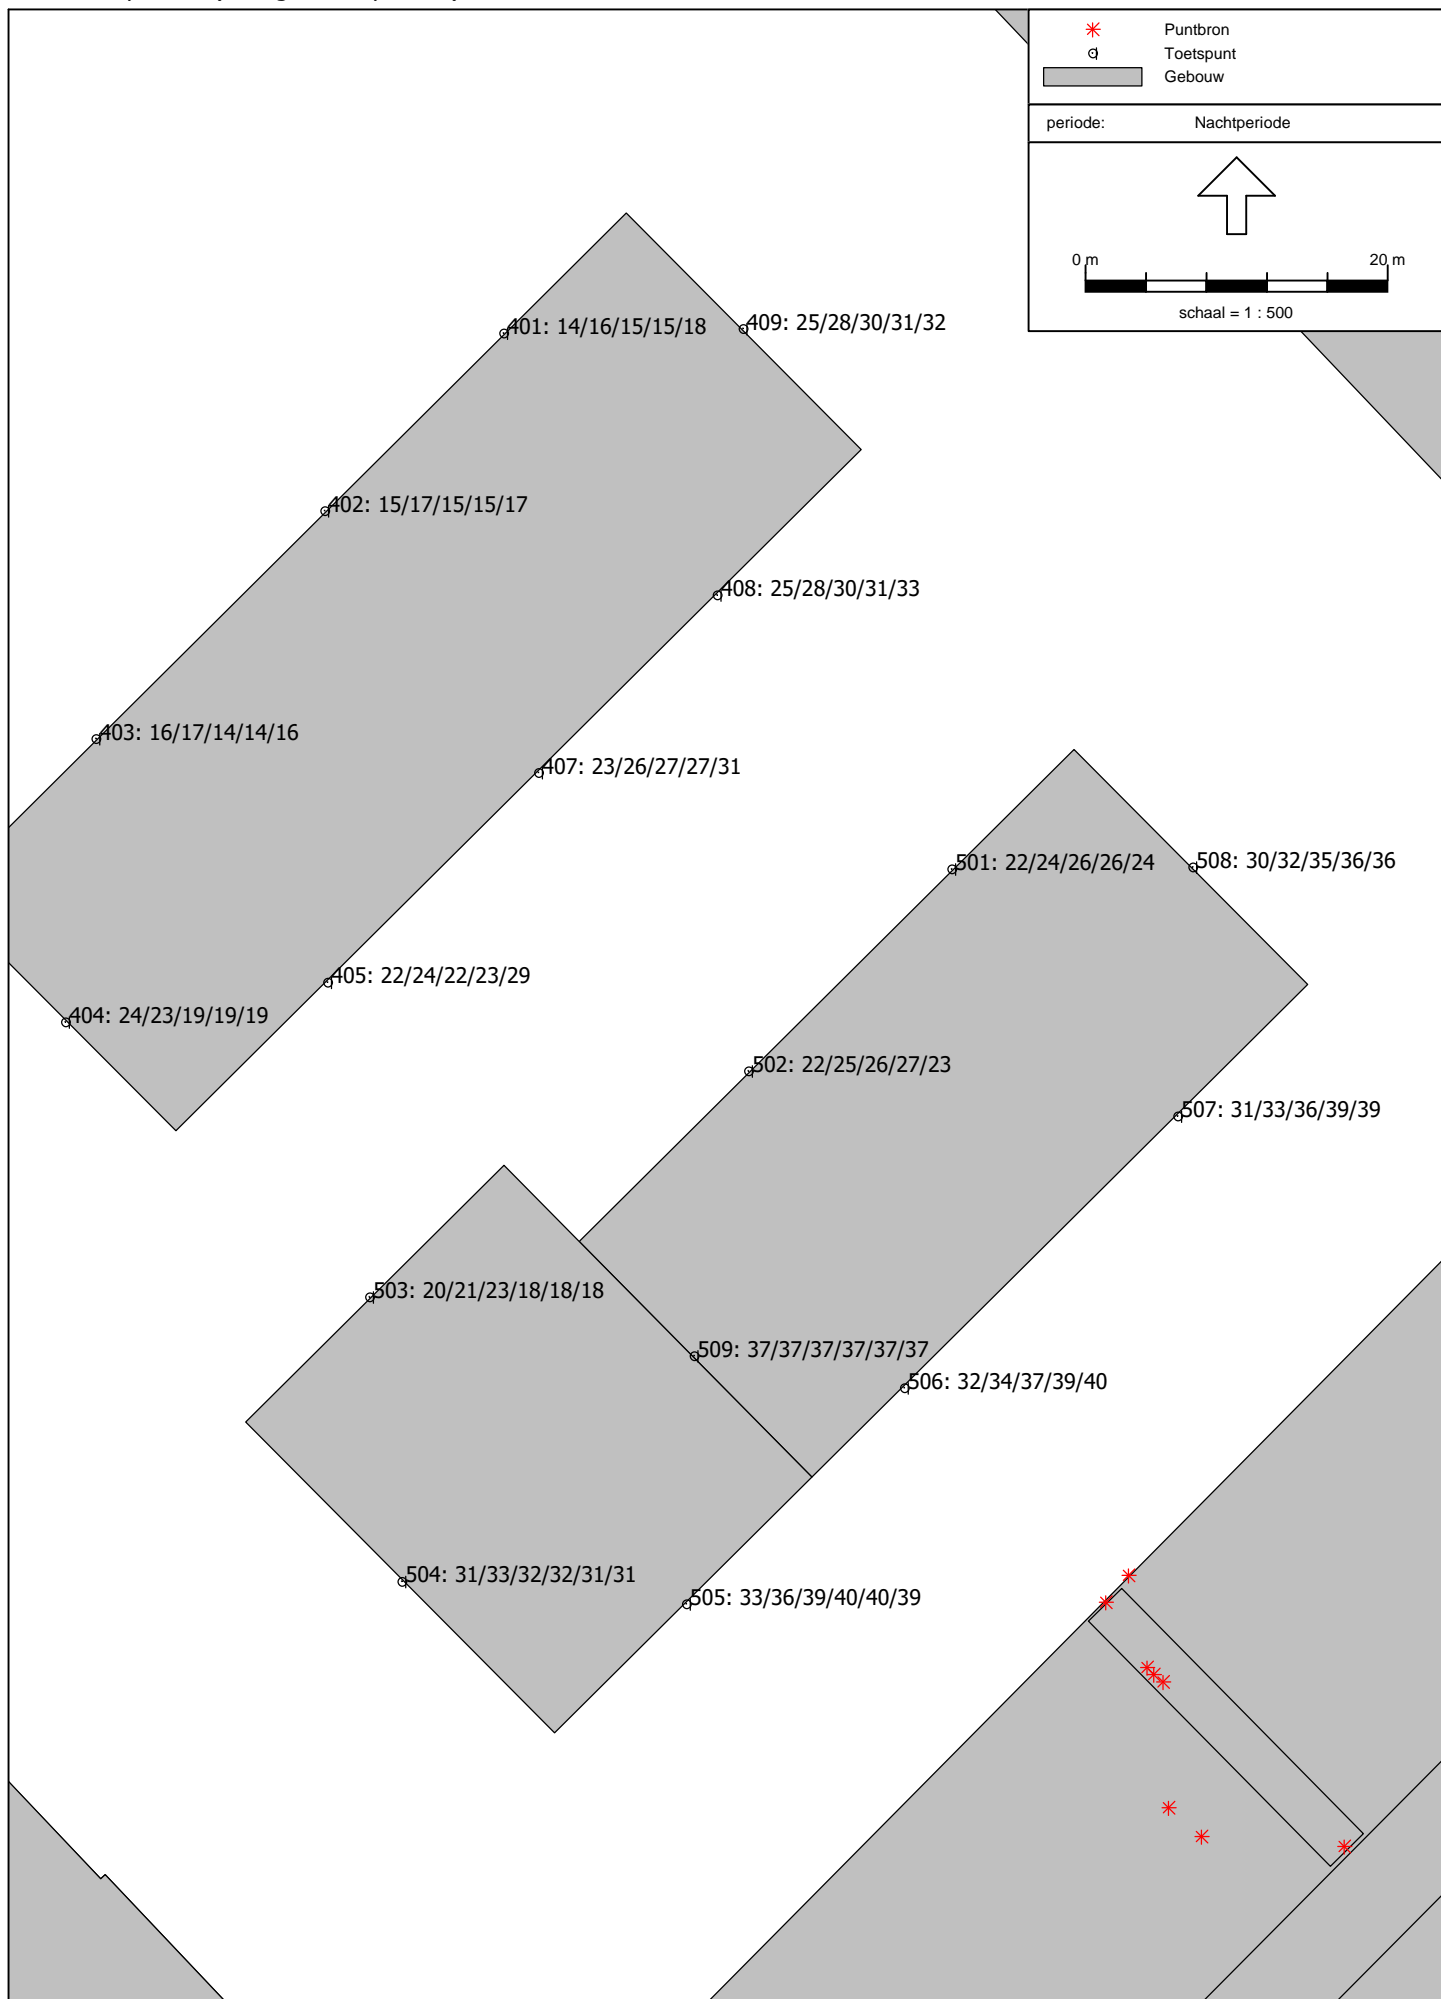 Puntbron
Toetspunt
Gebouw
periode: Nachtperiode
0 m 20 m
schaal = 1 : 500
401: 14/16/15/15/18
409: 25/28/30/31/32
402: 15/17/15/15/17
408: 25/28/30/31/33
403: 16/17/14/14/16
407: 23/26/27/27/31
501: 22/24/26/26/24
508: 30/32/35/36/36
405: 22/24/22/23/29
404: 24/23/19/19/19
502: 22/25/26/27/23
507: 31/33/36/39/39
503: 20/21/23/18/18/18
509: 37/37/37/37/37/37
506: 32/34/37/39/40
504: 31/33/32/32/31/31
505: 33/36/39/40/40/39